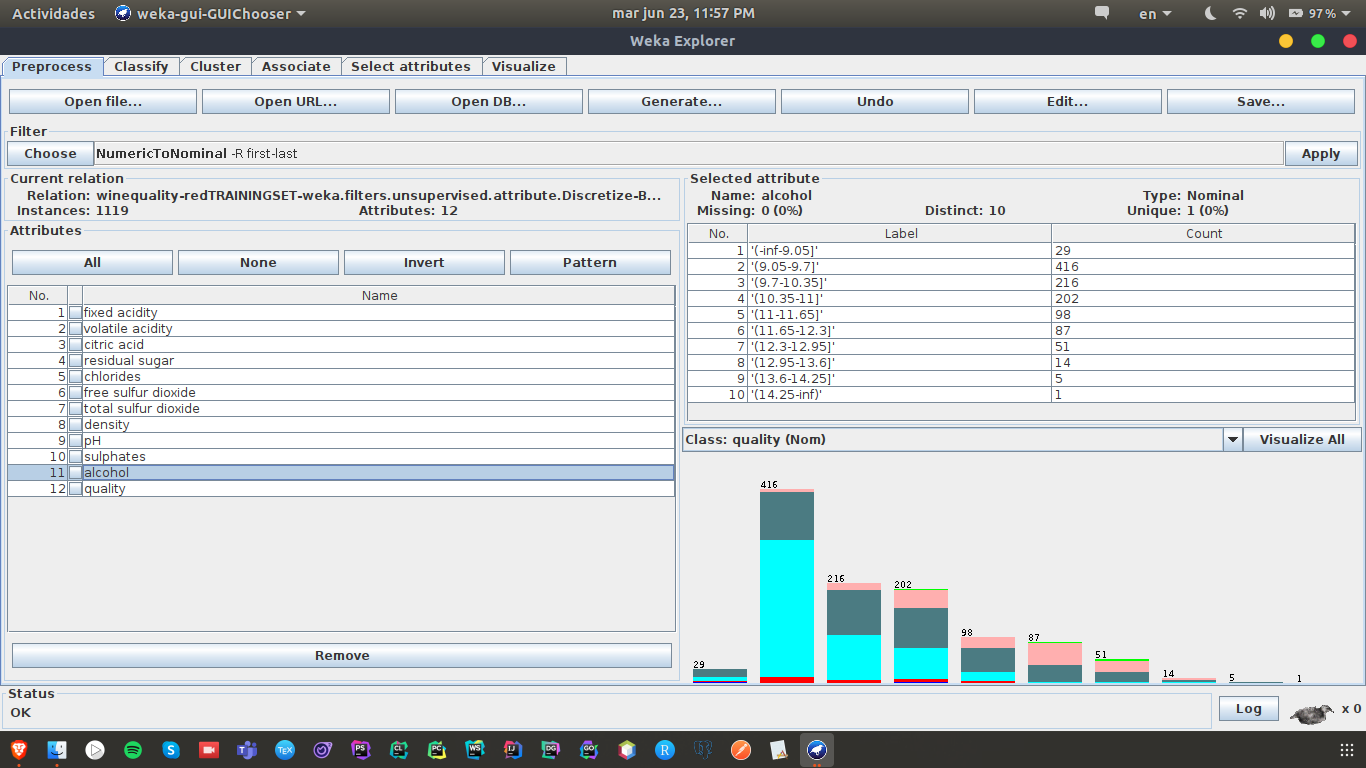 Actividades weka-gui-GUIChooser mar jun 23, 11:57 PM en 97%
Weka Explorer
Preprocess Classify Cluster Associate Select attributes Visualize
Open file... Open URL... Open DB... Generate... Undo Edit... Save...
Filter
Choose NumericToNominal -R first-last Apply
Current relation
Relation: winequality-redTRAININGSET-weka.filters.unsupervised.attribute.Discretize-B...
Instances: 1119 Attributes: 12
Attributes
All None Invert Pattern
No. Name
1 fixed acidity
2 volatile acidity
3 citric acid
4 residual sugar
5 chlorides
6 free sulfur dioxide
7 total sulfur dioxide
8 density
9 pH
10 sulphates
11 alcohol
12 quality
Remove
Selected attribute
Name: alcohol Type: Nominal
Missing: 0 (0%) Distinct: 10 Unique: 1 (0%)
No. Label Count
1 '(-inf-9.05]' 29
2 '(9.05-9.7]' 416
3 '(9.7-10.35]' 216
4 '(10.35-11]' 202
5 '(11-11.65]' 98
6 '(11.65-12.3]' 87
7 '(12.3-12.95]' 51
8 '(12.95-13.6]' 14
9 '(13.6-14.25]' 5
10 '(14.25-inf)' 1
Class: quality (Nom) Visualize All
29 416 216 202 98 87 51 14 5 1
Status
OK Log x 0
TEX PS CL PC WS IJ DG GO R